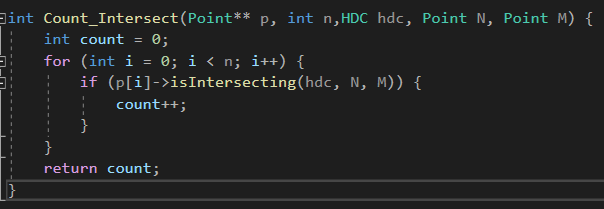 int Count_Intersect(Point** p, int n,HDC hdc, Point N, Point M) {
    int count = 0;
    for (int i = 0; i < n; i++) {
        if (p[i]->isIntersecting(hdc, N, M)) {
            count++;
        }
    }
    return count;
}